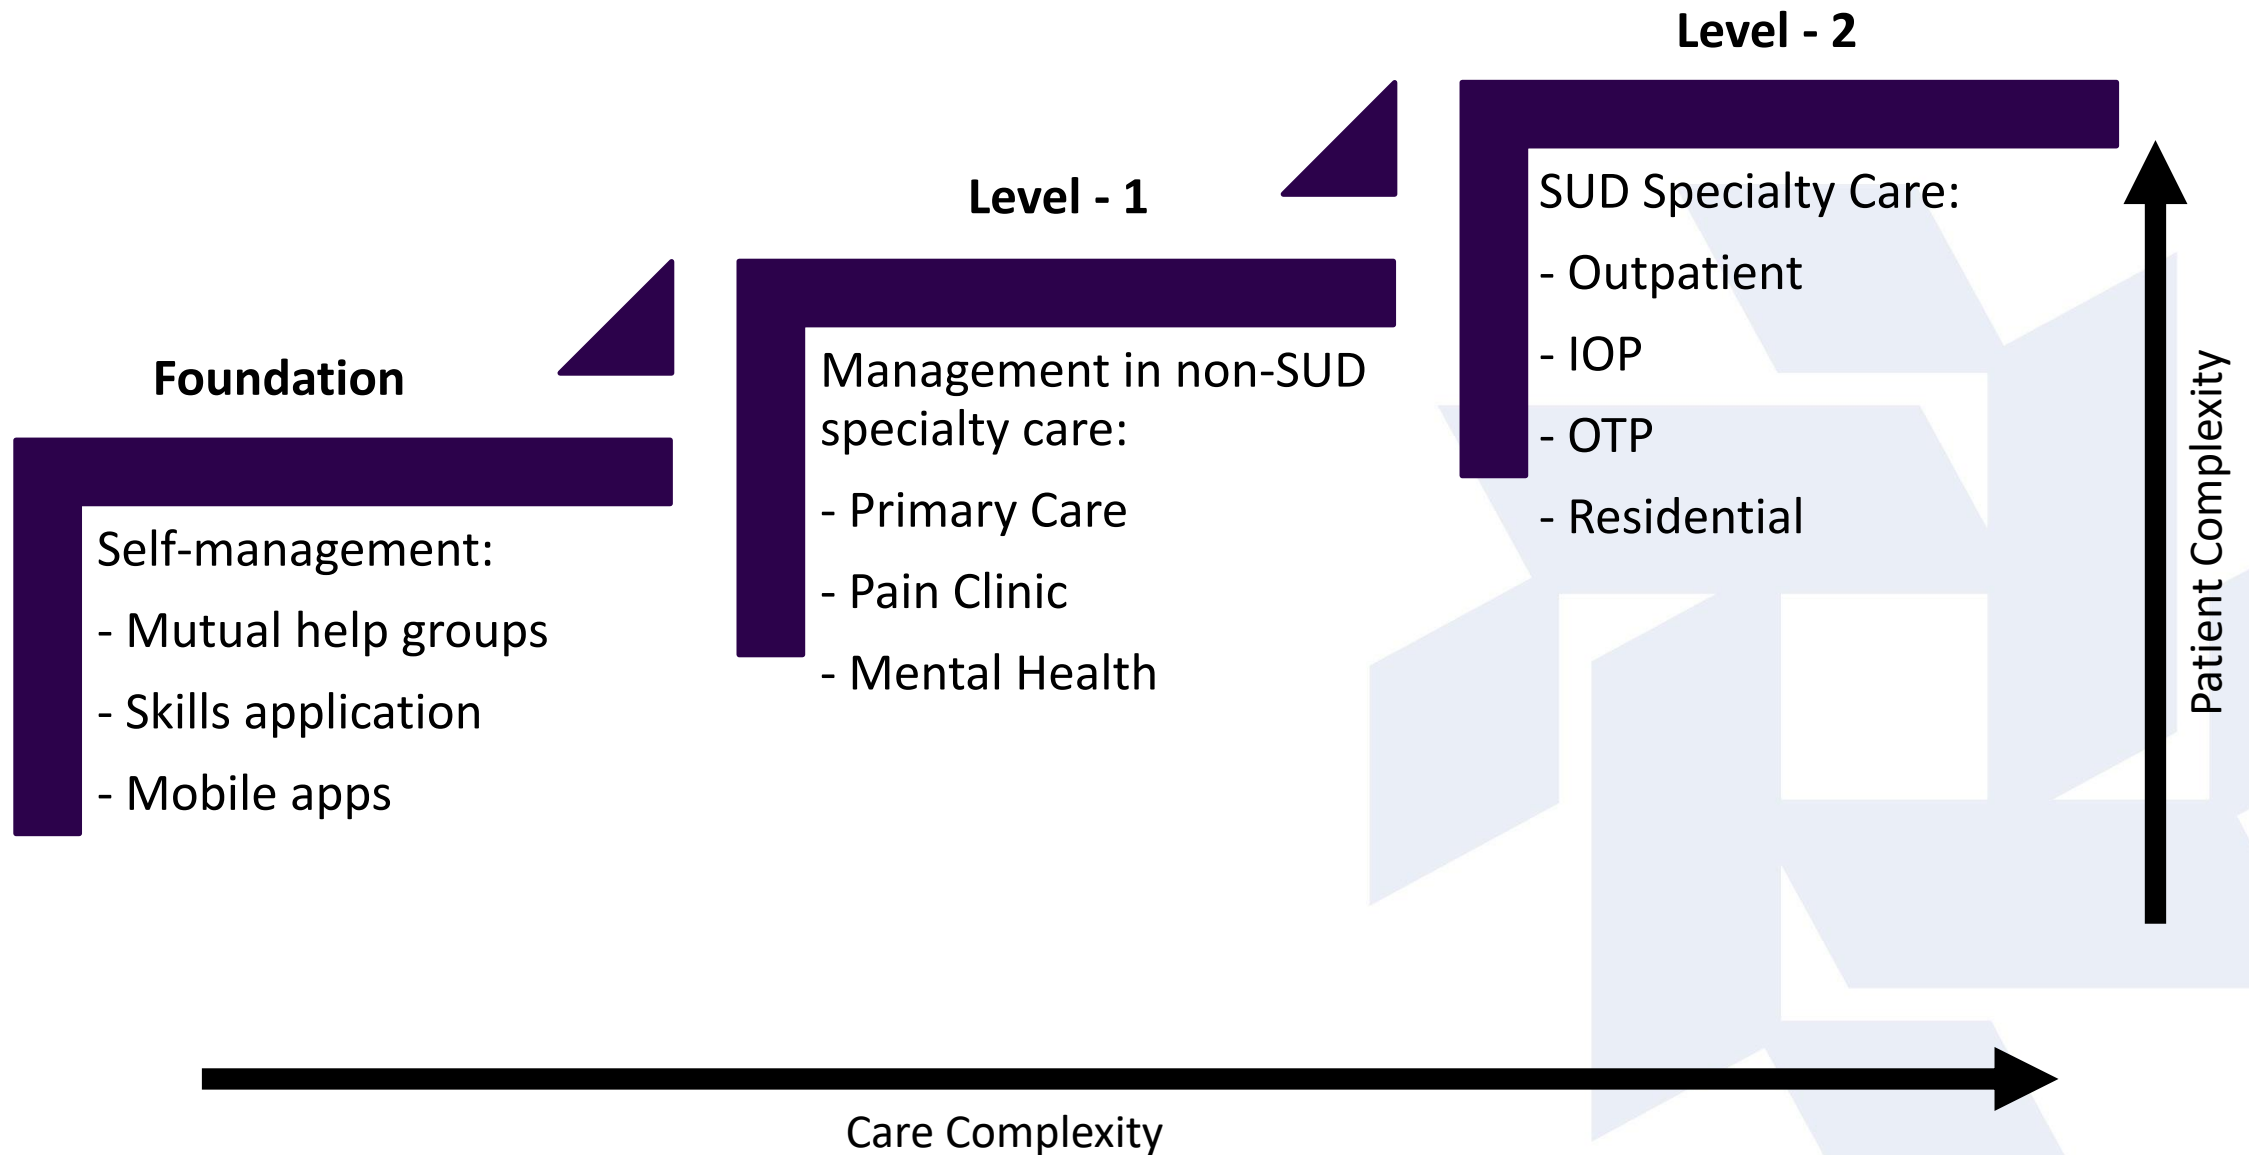 Foundation
Self-management:
- Mutual help groups
- Skills application
- Mobile apps
Level - 1
Management in non-SUD
specialty care:
- Primary Care
- Pain Clinic
- Mental Health
Level - 2
SUD Specialty Care:
- Outpatient
- IOP
- OTP
- Residential
Patient Complexity
Care Complexity